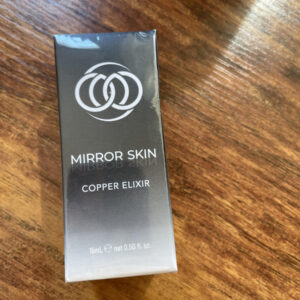 MIRROR SKIN
COPPER ELIXIR
15mL ℮ net 0.50 fl. oz.